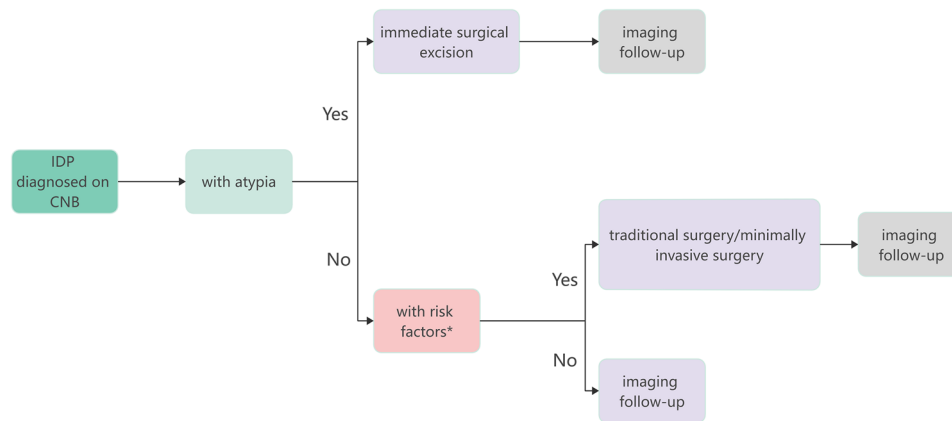 IDP
diagnosed on
CNB
with atypia
Yes
immediate surgical
excision
imaging
follow-up
No
with risk
factors*
Yes
traditional surgery/minimally
invasive surgery
imaging
follow-up
No
imaging
follow-up